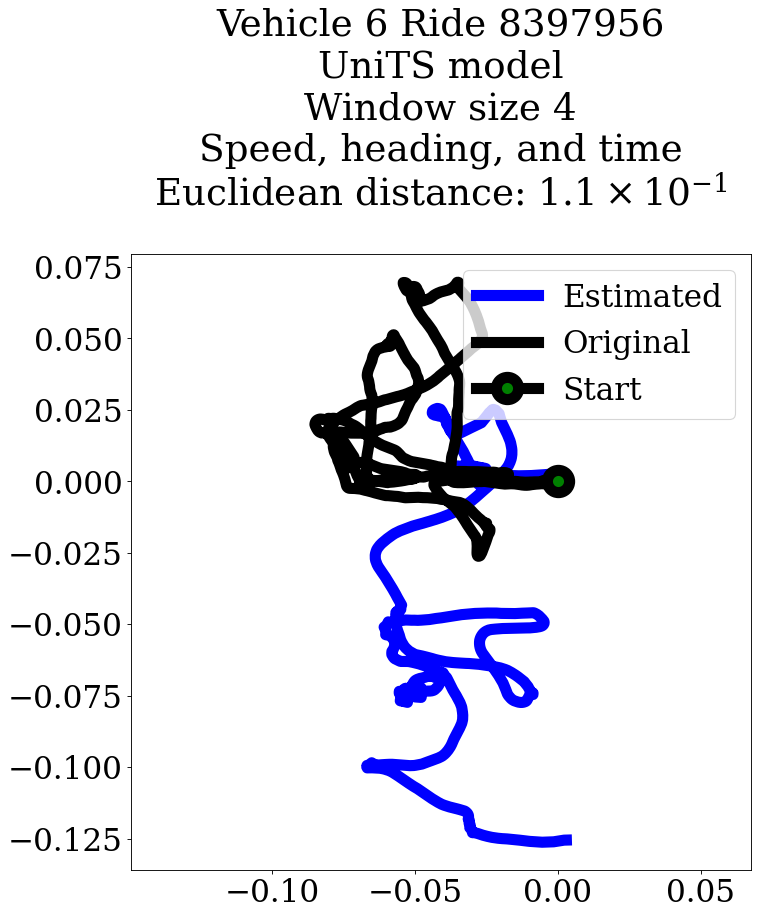 Vehicle 6 Ride 8397956
UniTS model
Window size 4
Speed, heading, and time
Euclidean distance: $1.1 \times 10^{-1}$
0.075
0.050
0.025
0.000
−0.025
−0.050
−0.075
−0.100
−0.125
Estimated
Original
Start
−0.10 −0.05 0.00 0.05